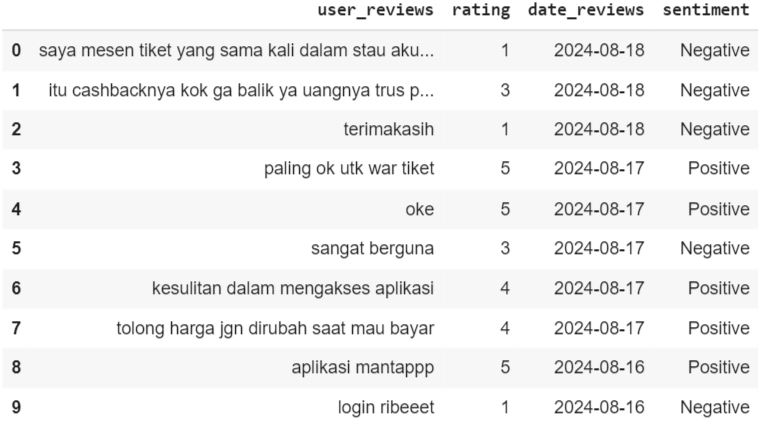 user_reviews rating date_reviews sentiment
0 saya mesen tiket yang sama kali dalam stau aku... 1 2024-08-18 Negative
1 itu cashbacknya kok ga balik ya uangnya trus p... 3 2024-08-18 Negative
2 terimakasih 1 2024-08-18 Negative
3 paling ok utk war tiket 5 2024-08-17 Positive
4 oke 5 2024-08-17 Positive
5 sangat berguna 3 2024-08-17 Negative
6 kesulitan dalam mengakses aplikasi 4 2024-08-17 Positive
7 tolong harga jgn dirubah saat mau bayar 4 2024-08-17 Positive
8 aplikasi mantappp 5 2024-08-16 Positive
9 login ribeeet 1 2024-08-16 Negative